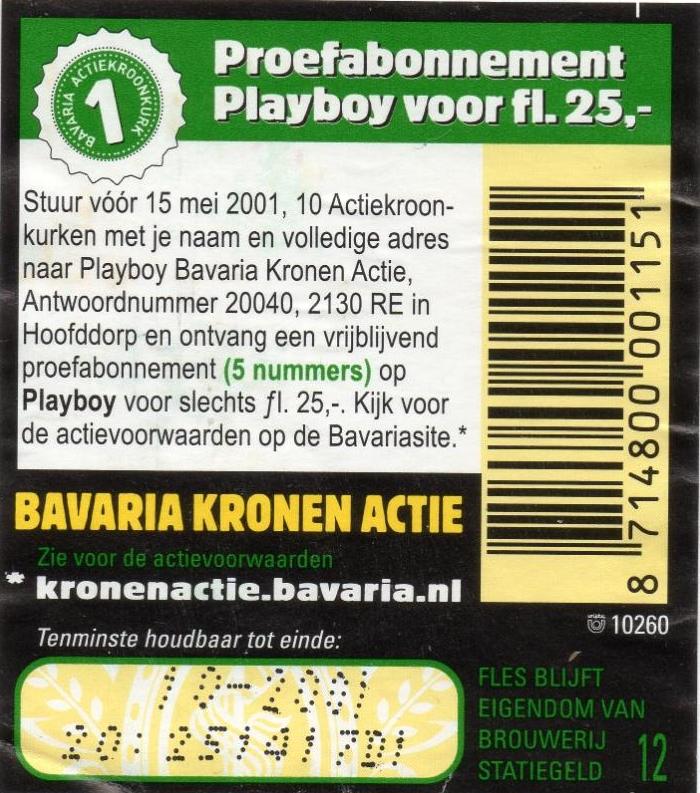 BAVARIA ACTIEKROONKURK
1
Proefabonnement
Playboy voor fl. 25,-
Stuur vóór 15 mei 2001, 10 Actiekroon-
kurken met je naam en volledige adres
naar Playboy Bavaria Kronen Actie,
Antwoordnummer 20040, 2130 RE in
Hoofddorp en ontvang een vrijblijvend
proefabonnement (5 nummers) op
Playboy voor slechts ƒl. 25,-. Kijk voor
de actievoorwaarden op de Bavariasite.*
8 714800 001151
BAVARIA KRONEN ACTIE
Zie voor de actievoorwaarden
* kronenactie.bavaria.nl
10260
Tenminste houdbaar tot einde:
FLES BLIJFT
EIGENDOM VAN
BROUWERIJ
STATIEGELD
12